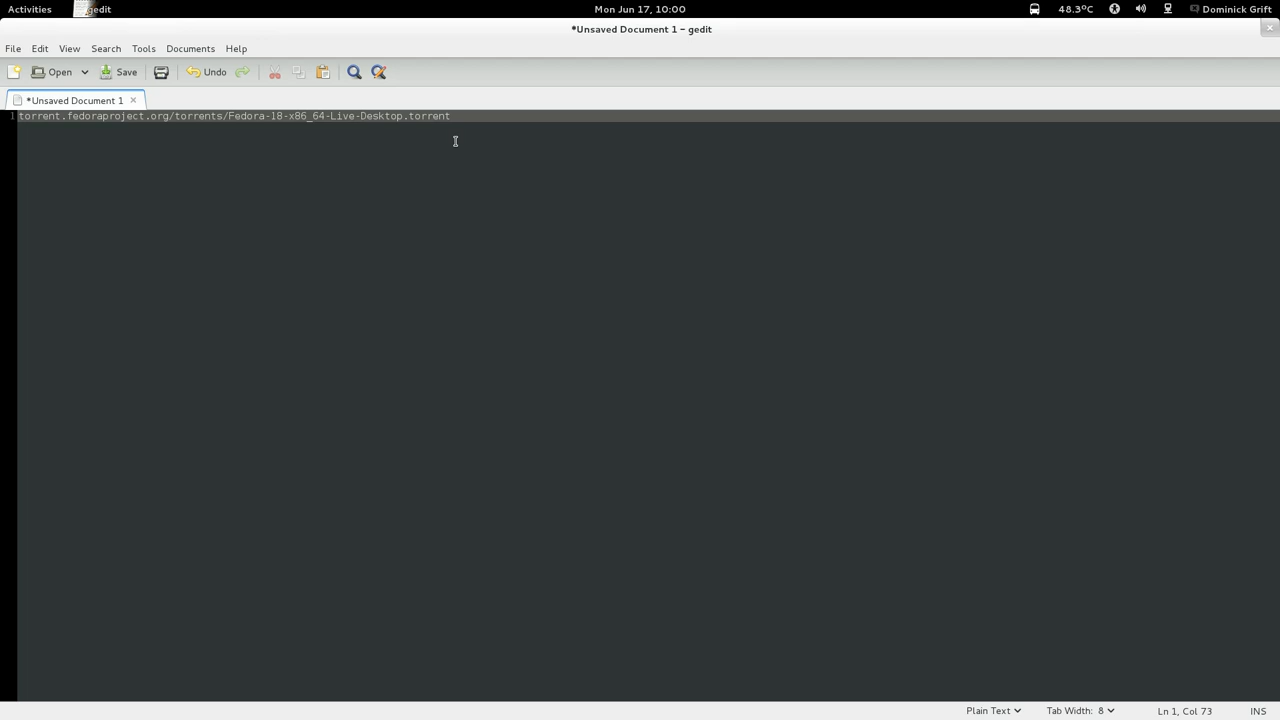 Activities gedit Mon Jun 17, 10:00 48.3°C Dominick Grift
*Unsaved Document 1 - gedit
File Edit View Search Tools Documents Help
Open Save Undo
*Unsaved Document 1
1 torrent.fedoraproject.org/torrents/Fedora-18-x86_64-Live-Desktop.torrent
Plain Text Tab Width: 8 Ln 1, Col 73 INS